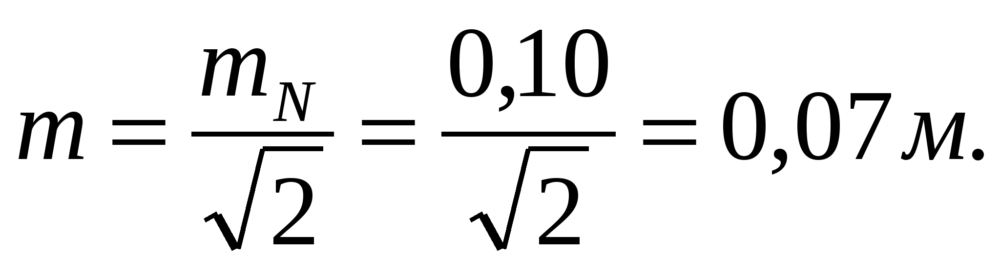 m = m_N / √2 = 0,10 / √2 = 0,07 м.